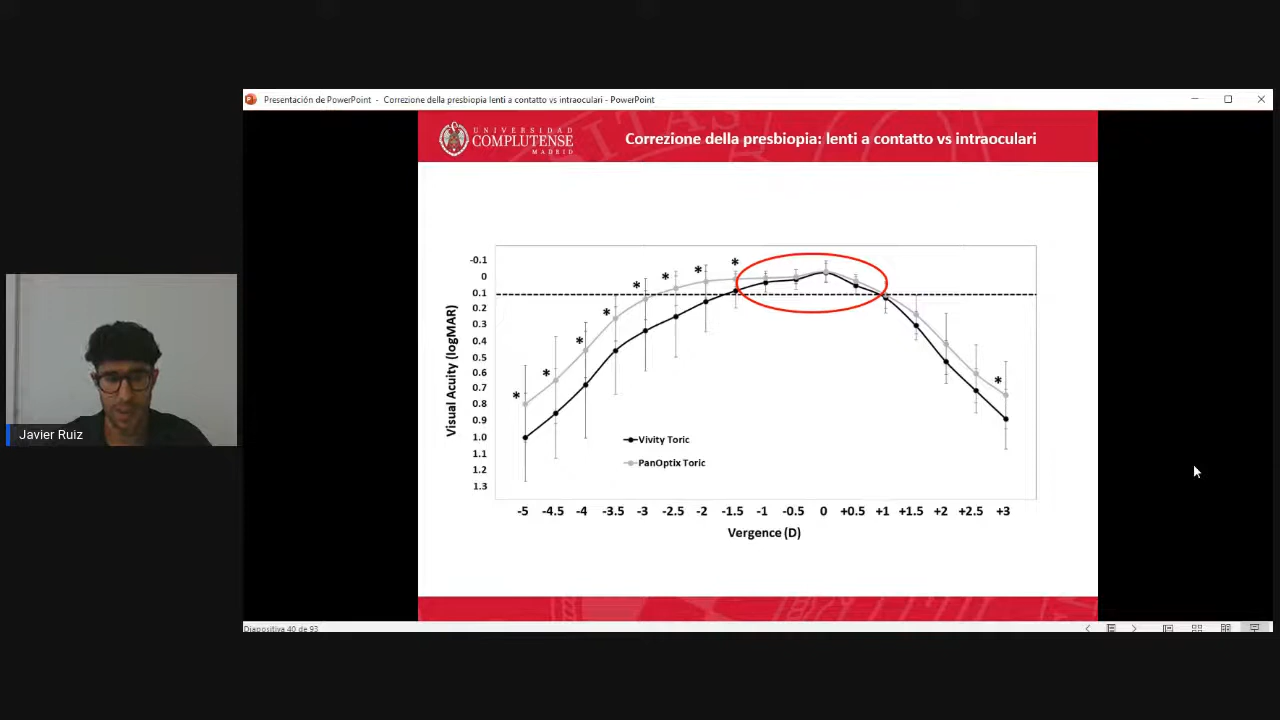 Presentación de PowerPoint - Correzione della presbiopia lenti a contatto vs intraoculari - PowerPoint
UNIVERSIDAD
COMPLUTENSE
MADRID
Correzione della presbiopia: lenti a contatto vs intraoculari
-0.1
0
0.1
0.2
0.3
0.4
0.5
0.6
0.7
0.8
0.9
1.0
1.1
1.2
1.3
Visual Acuity (logMAR)
* * * * * * * * *
Vivity Toric
PanOptix Toric
-5 -4.5 -4 -3.5 -3 -2.5 -2 -1.5 -1 -0.5 0 +0.5 +1 +1.5 +2 +2.5 +3
Vergence (D)
Javier Ruiz
Diapositiva 40 de 93